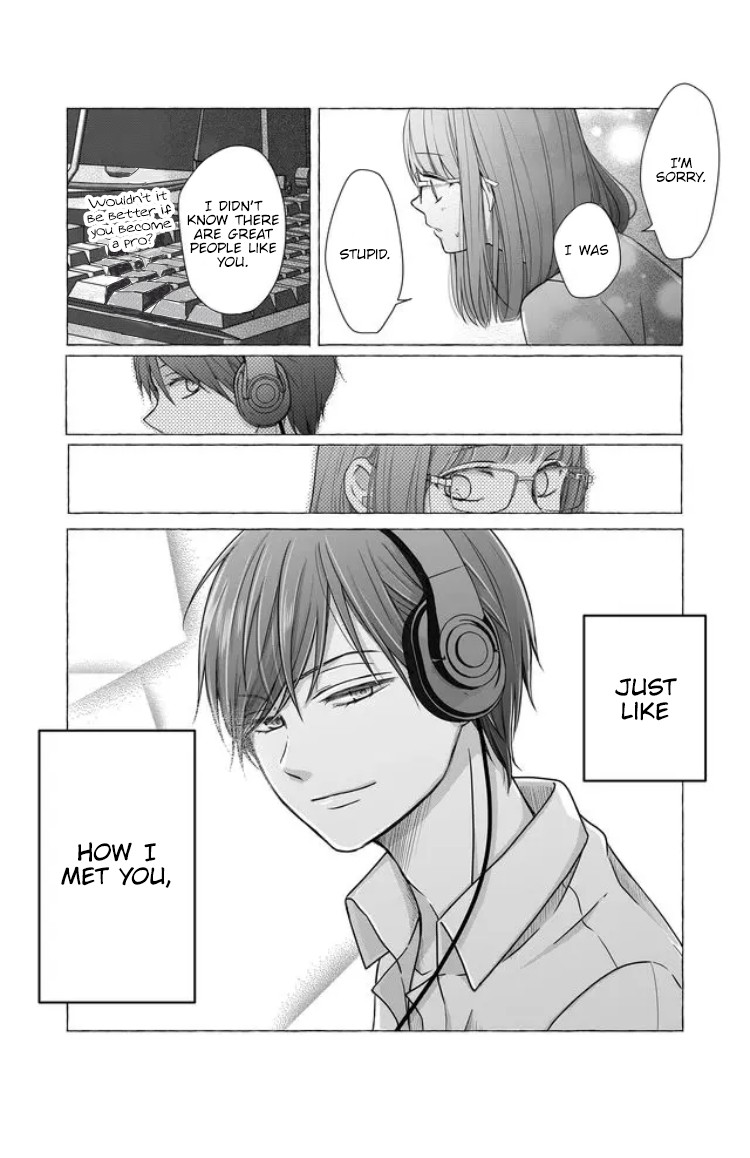 I'M
SORRY.
I WAS
STUPID.
I DIDN'T
KNOW THERE
ARE GREAT
PEOPLE LIKE
YOU.
Wouldn't it
be better if
you become
a pro?
JUST
LIKE
HOW I
MET YOU,